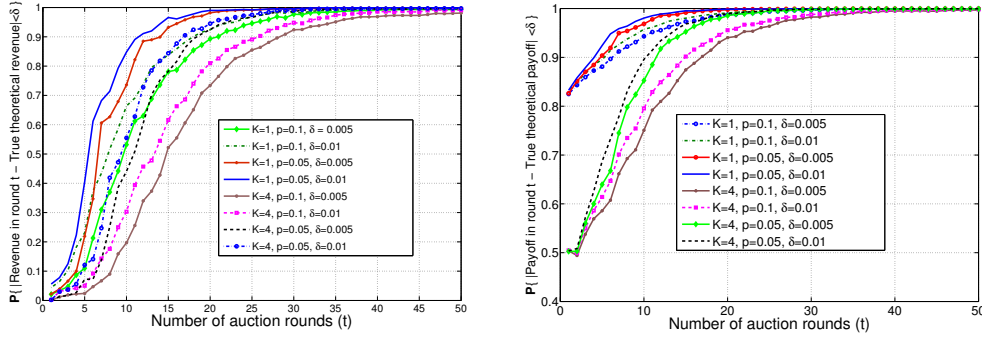 P{ |Revenue in round t − True theoretical revenue|<δ}
1
0.9
0.8
0.7
0.6
0.5
0.4
0.3
0.2
0.1
0
K=1, p=0.1, δ = 0.005
K=1, p=0.1, δ=0.01
K=1, p=0.05, δ=0.005
K=1, p=0.05, δ=0.01
K=4, p=0.1, δ=0.005
K=4, p=0.1, δ=0.01
K=4, p=0.05, δ=0.005
K=4, p=0.05, δ=0.01
0 5 10 15 20 25 30 35 40 45 50
Number of auction rounds (t)
P{ |Payoff in round t − True theoretical payoff| <δ}
1
0.9
0.8
0.7
0.6
0.5
0.4
K=1, p=0.1, δ=0.005
K=1, p=0.1, δ=0.01
K=1, p=0.05, δ=0.005
K=1, p=0.05, δ=0.01
K=4, p=0.1, δ=0.005
K=4, p=0.1, δ=0.01
K=4, p=0.05, δ=0.005
K=4, p=0.05, δ=0.01
0 10 20 30 40 50
Number of auction rounds (t)